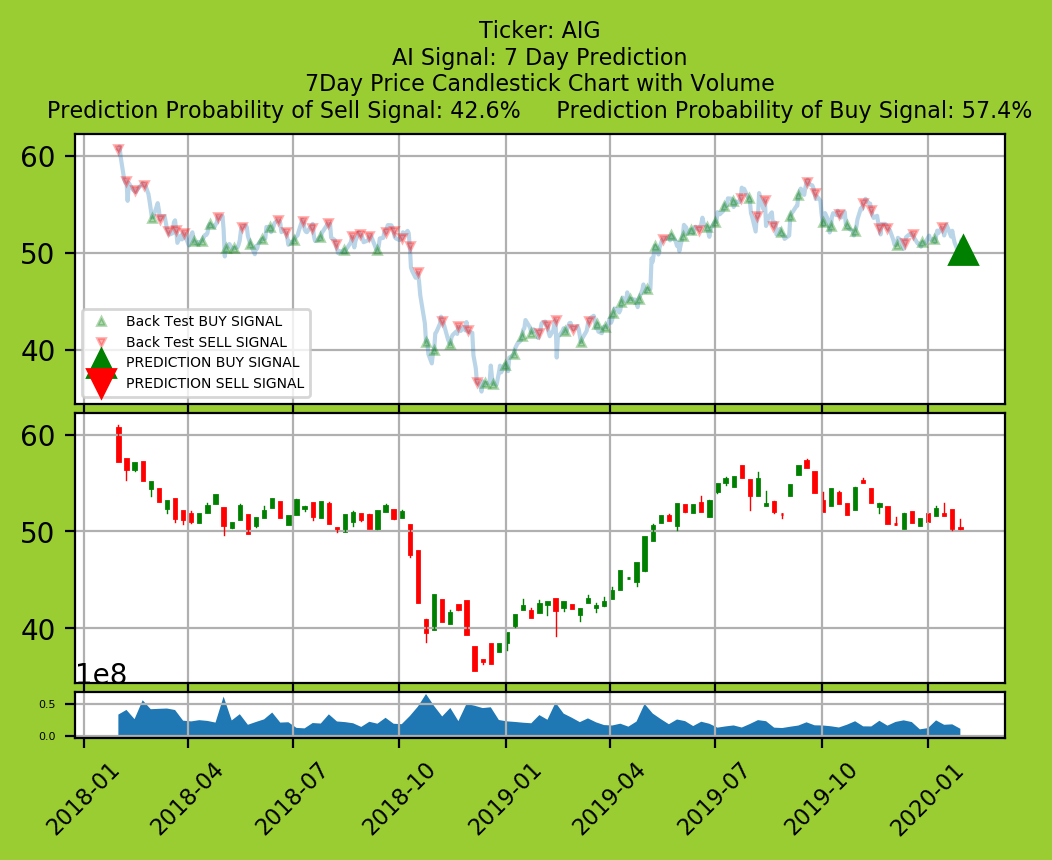 Ticker: AIG
AI Signal: 7 Day Prediction
7Day Price Candlestick Chart with Volume
Prediction Probability of Sell Signal: 42.6% Prediction Probability of Buy Signal: 57.4%
60
50
40
Back Test BUY SIGNAL
Back Test SELL SIGNAL
PREDICTION BUY SIGNAL
PREDICTION SELL SIGNAL
60
50
40
1e8
0.5
0.0
2018-01 2018-04 2018-07 2018-10 2019-01 2019-04 2019-07 2019-10 2020-01